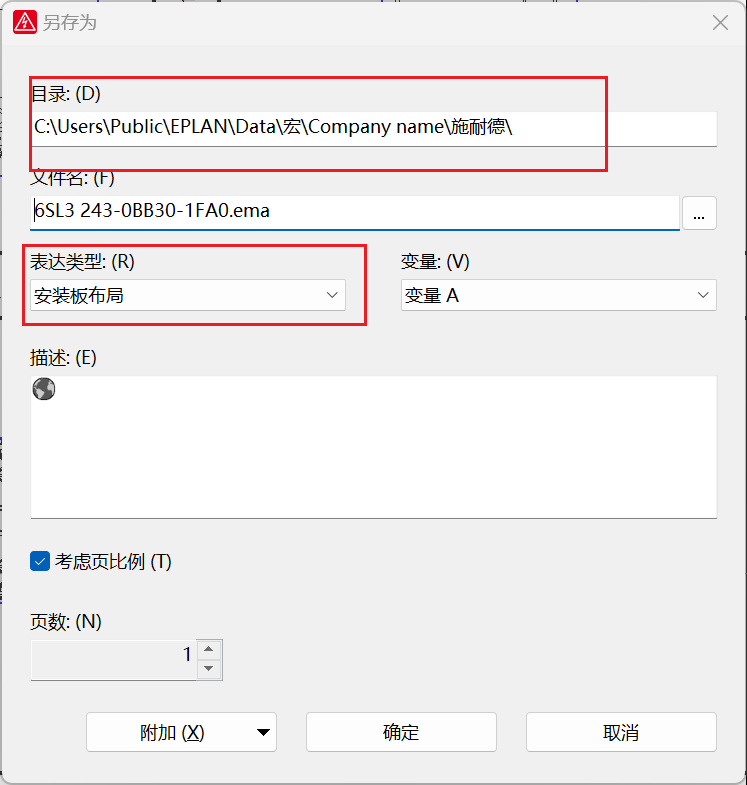 另存为
目录: (D)
C:\Users\Public\EPLAN\Data\宏\Company name\施耐德\
文件名: (F)
6SL3 243-0BB30-1FA0.ema
...
表达类型: (R)
变量: (V)
安装板布局
变量 A
描述: (E)
考虑页比例 (T)
页数: (N)
1
附加 (X)
确定
取消